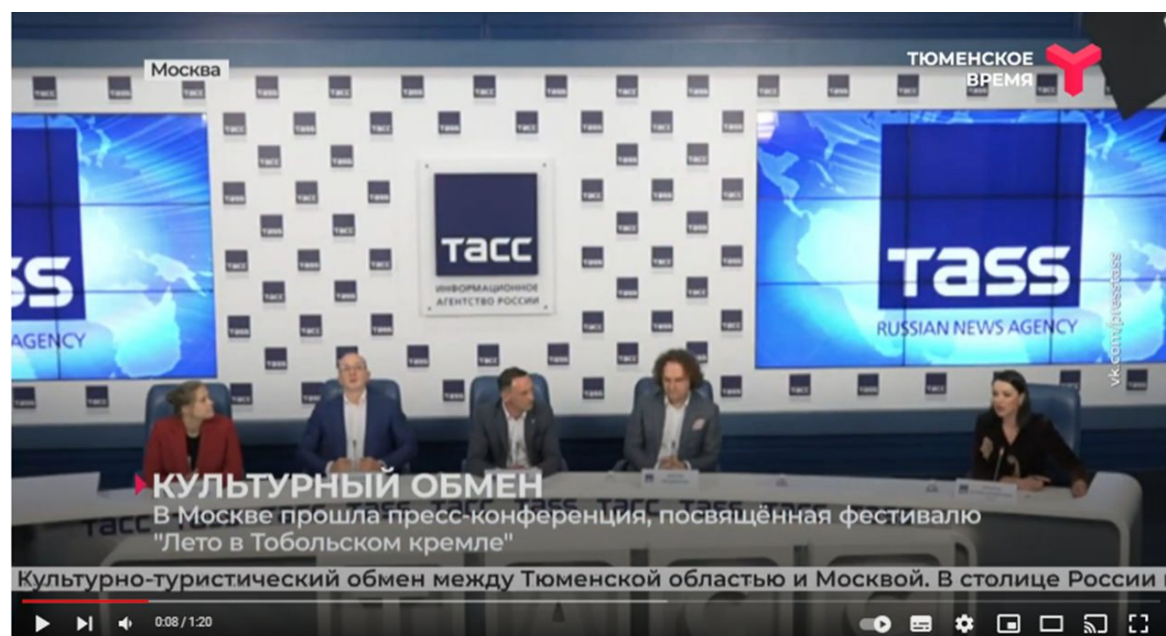 Москва
ТЮМЕНСКОЕ
ВРЕМЯ
тасс
ИНФОРМАЦИОННОЕ
АГЕНТСТВО РОССИИ
ss
AGENCY
Tass
RUSSIAN NEWS AGENCY
vk.com/presstass
КУЛЬТУРНЫЙ ОБМЕН
В Москве прошла пресс-конференция, посвящённая фестивалю
"Лето в Тобольском кремле"
Культурно-туристический обмен между Тюменской областью и Москвой. В столице России
0:08 / 1:20